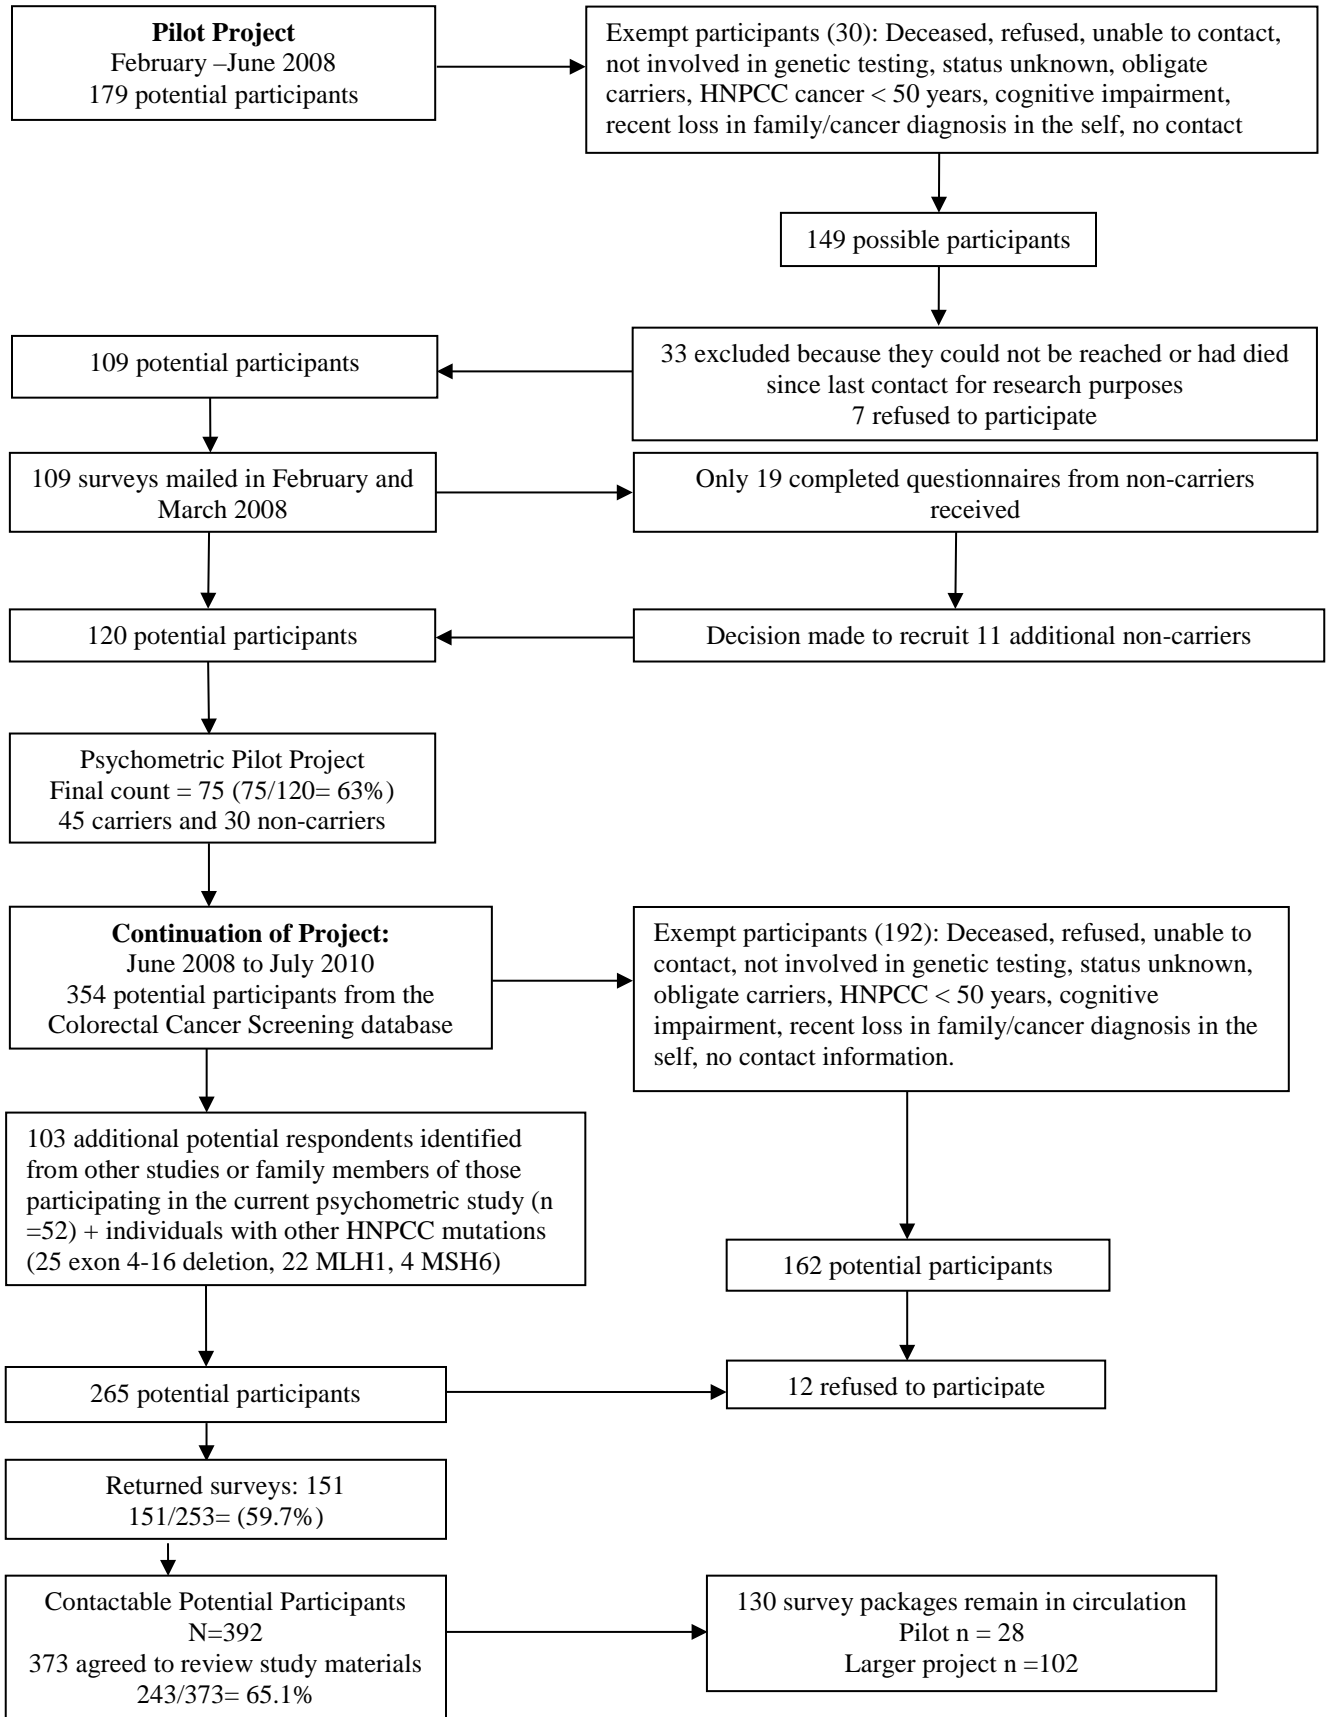 Pilot Project
February –June 2008
179 potential participants
Exempt participants (30): Deceased, refused, unable to contact,
not involved in genetic testing, status unknown, obligate
carriers, HNPCC cancer < 50 years, cognitive impairment,
recent loss in family/cancer diagnosis in the self, no contact
149 possible participants
33 excluded because they could not be reached or had died
since last contact for research purposes
7 refused to participate
109 potential participants
109 surveys mailed in February and
March 2008
Only 19 completed questionnaires from non-carriers
received
Decision made to recruit 11 additional non-carriers
120 potential participants
Psychometric Pilot Project
Final count = 75 (75/120= 63%)
45 carriers and 30 non-carriers
Continuation of Project:
June 2008 to July 2010
354 potential participants from the
Colorectal Cancer Screening database
Exempt participants (192): Deceased, refused, unable to
contact, not involved in genetic testing, status unknown,
obligate carriers, HNPCC < 50 years, cognitive
impairment, recent loss in family/cancer diagnosis in the
self, no contact information.
103 additional potential respondents identified
from other studies or family members of those
participating in the current psychometric study (n
=52) + individuals with other HNPCC mutations
(25 exon 4-16 deletion, 22 MLH1, 4 MSH6)
162 potential participants
265 potential participants
12 refused to participate
Returned surveys: 151
151/253= (59.7%)
Contactable Potential Participants
N=392
373 agreed to review study materials
243/373= 65.1%
130 survey packages remain in circulation
Pilot n = 28
Larger project n =102